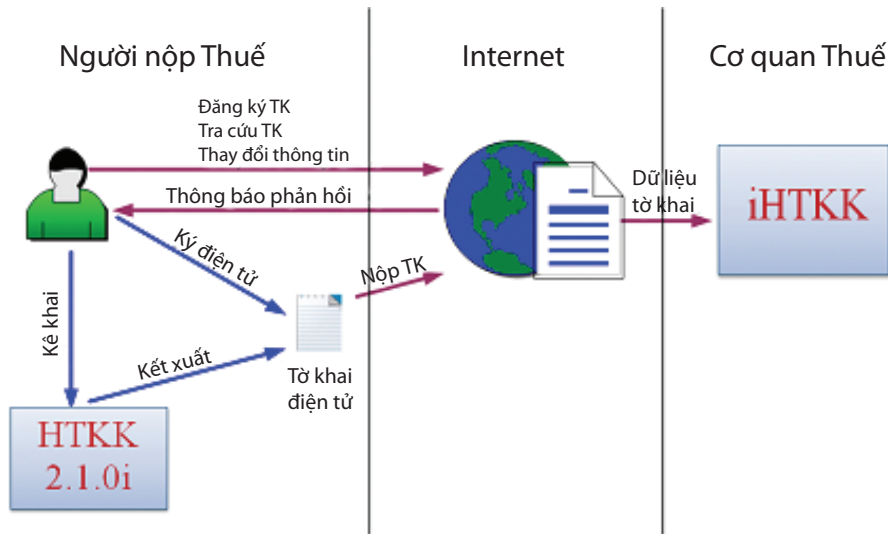 Người nộp Thuế
Internet
Cơ quan Thuế
Đăng ký TK
Tra cứu TK
Thay đổi thông tin
Thông báo phản hồi
Dữ liệu
tờ khai
iHTKK
Ký điện tử
Nộp TK
Kê khai
Kết xuất
Tờ khai
điện tử
HTKK
2.1.0i